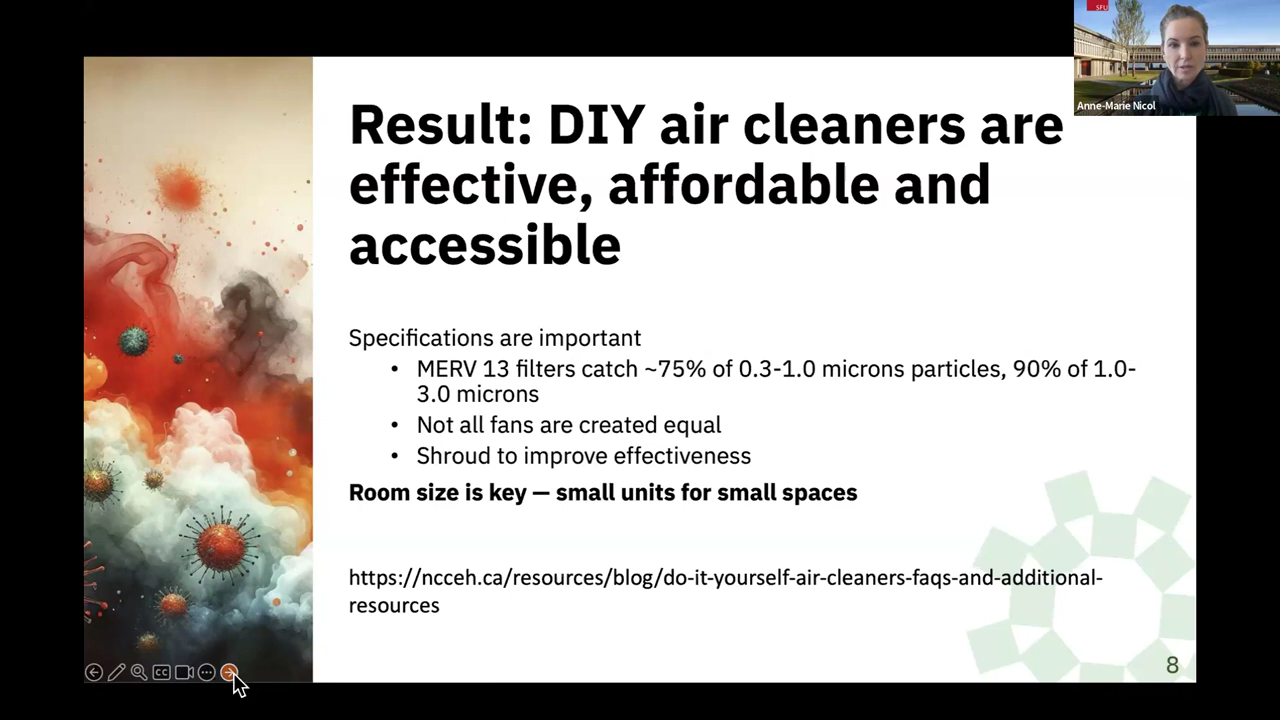 SFU
Anne-Marie Nicol
Result: DIY air cleaners are
effective, affordable and
accessible
Specifications are important
• MERV 13 filters catch ~75% of 0.3-1.0 microns particles, 90% of 1.0-
3.0 microns
• Not all fans are created equal
• Shroud to improve effectiveness
Room size is key — small units for small spaces
https://ncceh.ca/resources/blog/do-it-yourself-air-cleaners-faqs-and-additional-
resources
CC
8